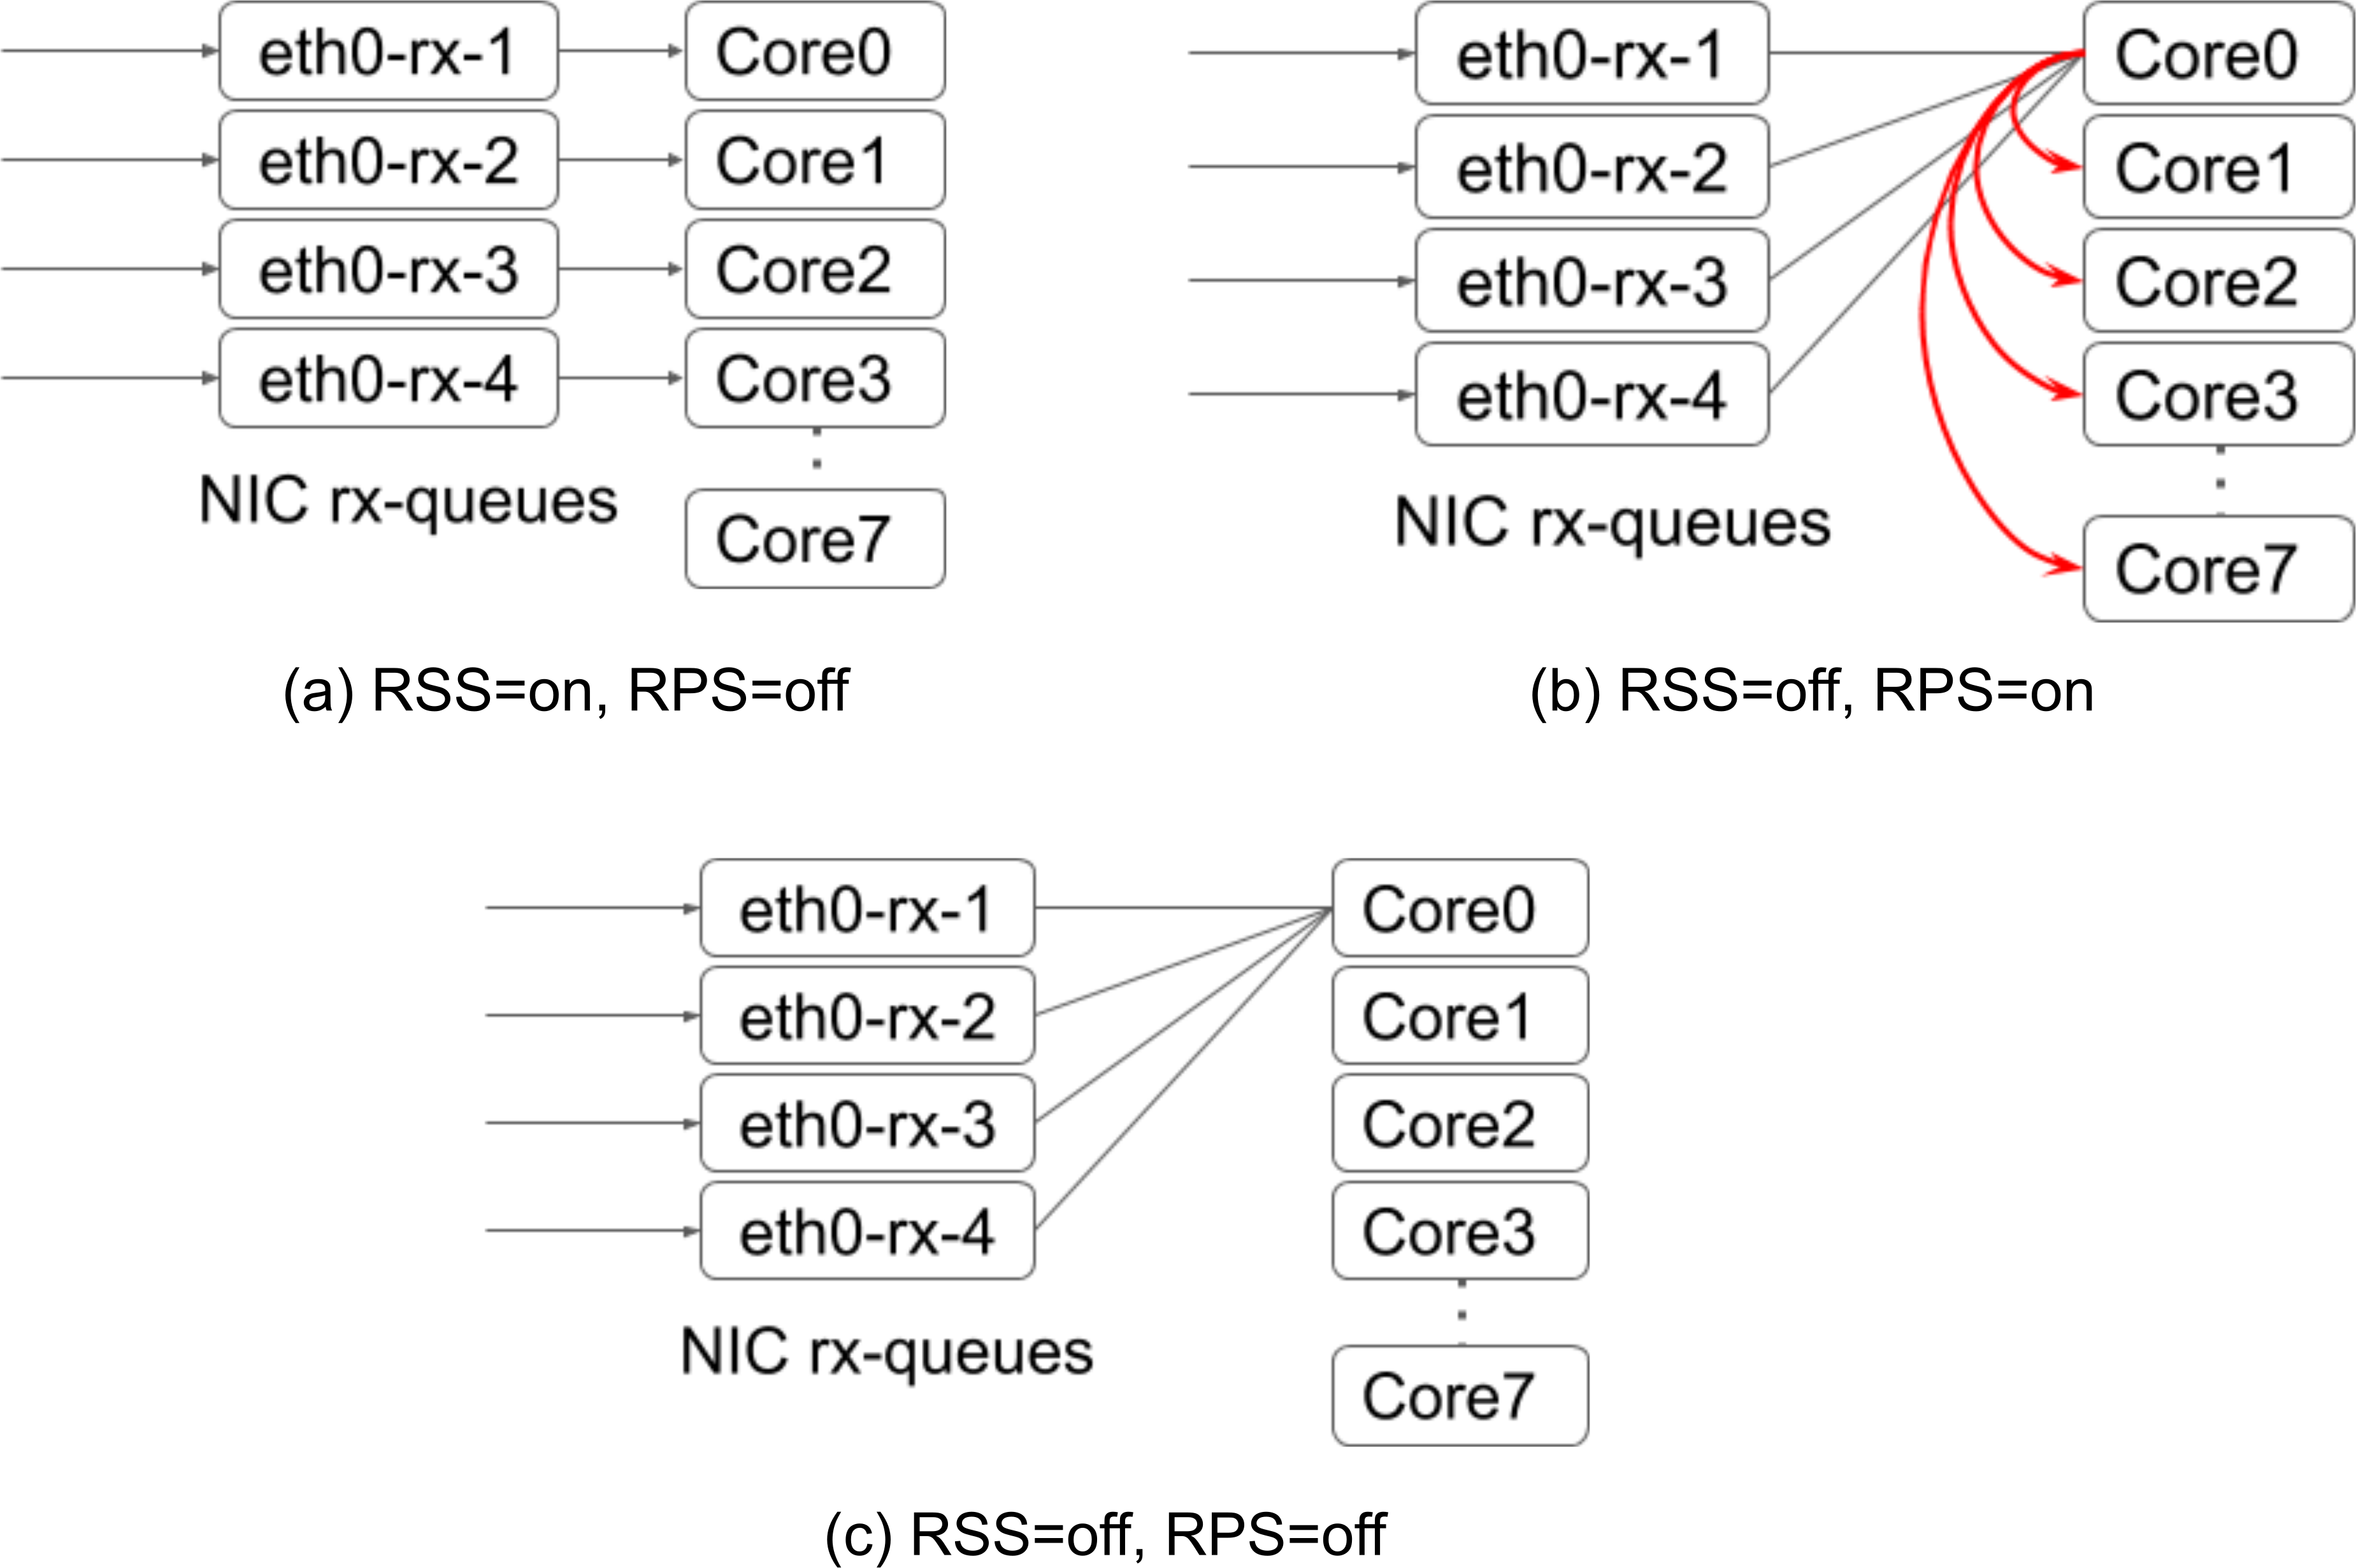 eth0-rx-1
Core0
eth0-rx-2
Core1
eth0-rx-3
Core2
eth0-rx-4
Core3
NIC rx-queues
Core7
(a) RSS=on, RPS=off
eth0-rx-1
Core0
eth0-rx-2
Core1
eth0-rx-3
Core2
eth0-rx-4
Core3
NIC rx-queues
Core7
(b) RSS=off, RPS=on
eth0-rx-1
Core0
eth0-rx-2
Core1
eth0-rx-3
Core2
eth0-rx-4
Core3
NIC rx-queues
Core7
(c) RSS=off, RPS=off